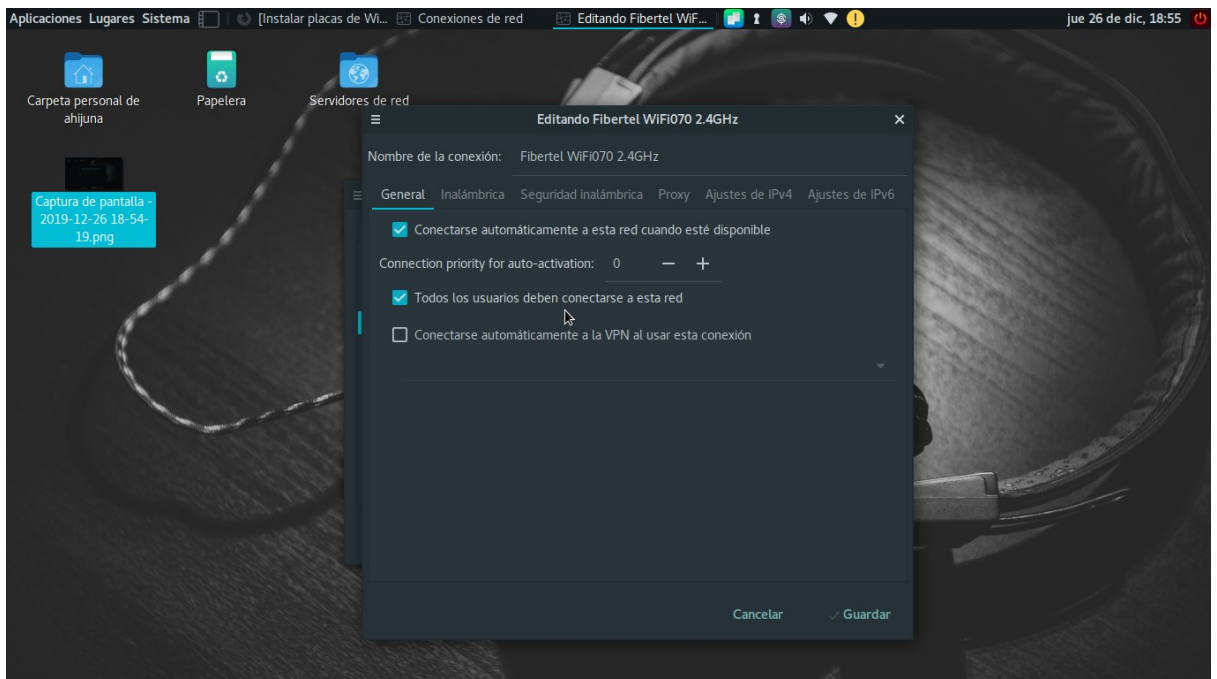 Aplicaciones Lugares Sistema [Instalar placas de Wi... Conexiones de red Editando Fibertel WiF... jue 26 de dic, 18:55
Carpeta personal de
ahijuna
Papelera
Servidores de red
Captura de pantalla -
2019-12-26 18-54-
19.png
Editando Fibertel WiFi070 2.4GHz
Nombre de la conexión: Fibertel WiFi070 2.4GHz
General Inalámbrica Seguridad inalámbrica Proxy Ajustes de IPv4 Ajustes de IPv6
Conectarse automáticamente a esta red cuando esté disponible
Connection priority for auto-activation: 0 — +
Todos los usuarios deben conectarse a esta red
Conectarse automáticamente a la VPN al usar esta conexión
Cancelar Guardar